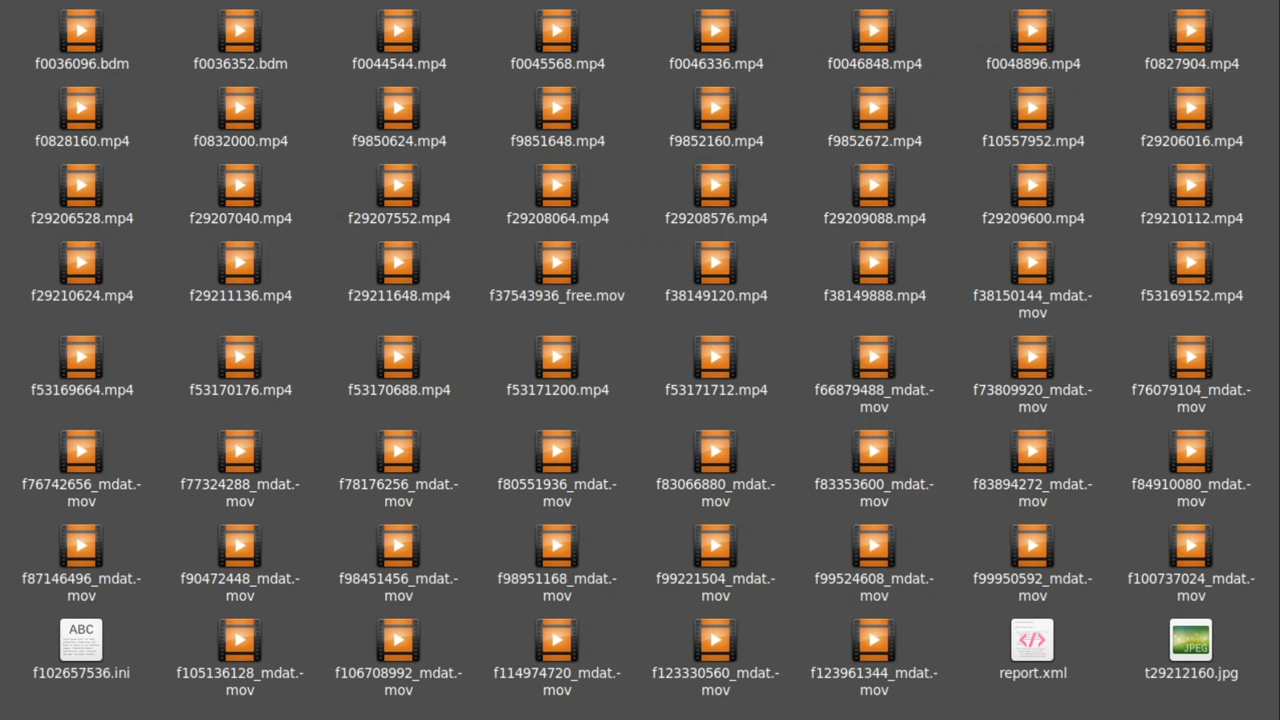 f0036096.bdm
f0036352.bdm
f0044544.mp4
f0045568.mp4
f0046336.mp4
f0046848.mp4
f0048896.mp4
f0827904.mp4
f0828160.mp4
f0832000.mp4
f9850624.mp4
f9851648.mp4
f9852160.mp4
f9852672.mp4
f10557952.mp4
f29206016.mp4
f29206528.mp4
f29207040.mp4
f29207552.mp4
f29208064.mp4
f29208576.mp4
f29209088.mp4
f29209600.mp4
f29210112.mp4
f29210624.mp4
f29211136.mp4
f29211648.mp4
f37543936_free.mov
f38149120.mp4
f38149888.mp4
f38150144_mdat.-
mov
f53169152.mp4
f53169664.mp4
f53170176.mp4
f53170688.mp4
f53171200.mp4
f53171712.mp4
f66879488_mdat.-
mov
f73809920_mdat.-
mov
f76079104_mdat.-
mov
f76742656_mdat.-
mov
f77324288_mdat.-
mov
f78176256_mdat.-
mov
f80551936_mdat.-
mov
f83066880_mdat.-
mov
f83353600_mdat.-
mov
f83894272_mdat.-
mov
f84910080_mdat.-
mov
f87146496_mdat.-
mov
f90472448_mdat.-
mov
f98451456_mdat.-
mov
f98951168_mdat.-
mov
f99221504_mdat.-
mov
f99524608_mdat.-
mov
f99950592_mdat.-
mov
f100737024_mdat.-
mov
ABC
f102657536.ini
f105136128_mdat.-
mov
f106708992_mdat.-
mov
f114974720_mdat.-
mov
f123330560_mdat.-
mov
f123961344_mdat.-
mov
</>
report.xml
JPEG
t29212160.jpg